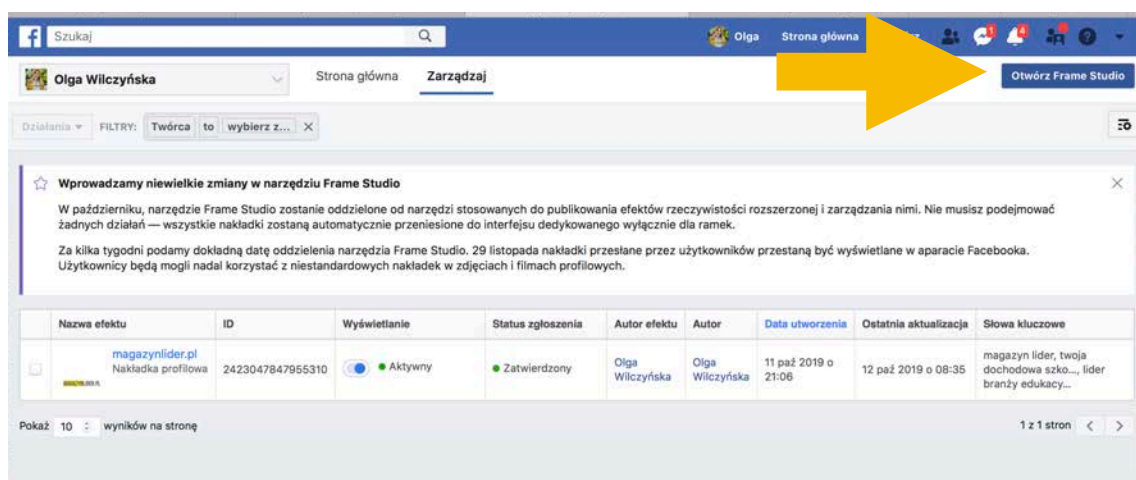 Szukaj
Olga Strona główna
Olga Wilczyńska
Strona główna Zarządzaj
Otwórz Frame Studio
Działania FILTRY: Twórca to wybierz z...
Wprowadzamy niewielkie zmiany w narzędziu Frame Studio
W październiku, narzędzie Frame Studio zostanie oddzielone od narzędzi stosowanych do publikowania efektów rzeczywistości rozszerzonej i zarządzania nimi. Nie musisz podejmować
żadnych działań — wszystkie nakładki zostaną automatycznie przeniesione do interfejsu dedykowanego wyłącznie dla ramek.
Za kilka tygodni podamy dokładną datę oddzielenia narzędzia Frame Studio. 29 listopada nakładki przesłane przez użytkowników przestaną być wyświetlane w aparacie Facebooka.
Użytkownicy będą mogli nadal korzystać z niestandardowych nakładek w zdjęciach i filmach profilowych.
Nazwa efektu ID Wyświetlanie Status zgłoszenia Autor efektu Autor Data utworzenia Ostatnia aktualizacja Słowa kluczowe
magazynlider.pl
Nakładka profilowa
2423047847955310
Aktywny
Zatwierdzony
Olga
Wilczyńska
Olga
Wilczyńska
11 paź 2019 o
21:06
12 paź 2019 o 08:35
magazyn lider, twoja
dochodowa szko..., lider
branży edukacy...
Pokaż 10 wyników na stronę
1 z 1 stron